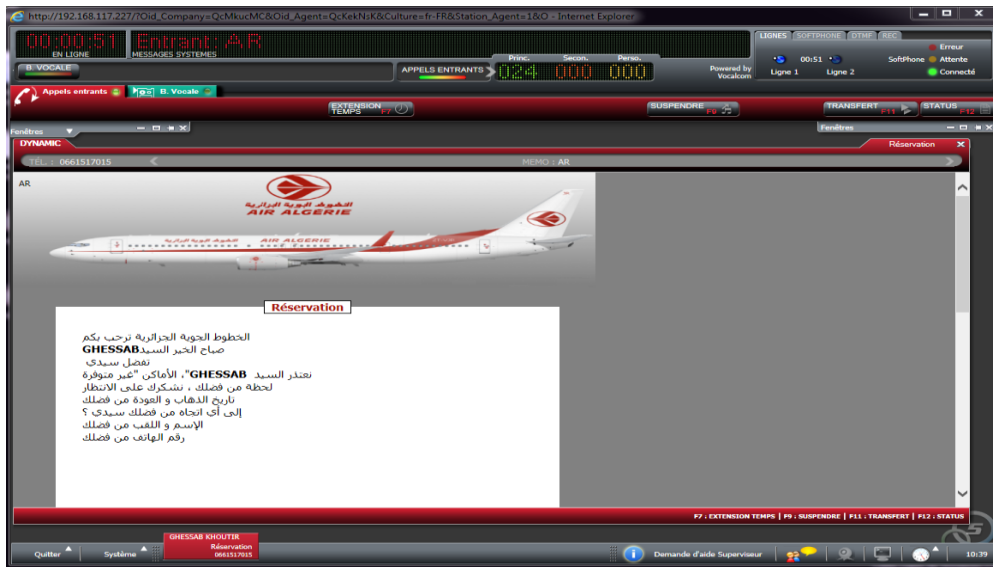 http://192.168.117.227/?Oid_Company=QcMkucMC&Oid_Agent=QcKekNsK&Culture=fr-FR&Station_Agent=1&O - Internet Explorer
00:00:51
EN LIGNE
Entrant: A R
MESSAGES SYSTEMES
LIGNES SOFTPHONE DTMF REC
00:51
Ligne 1 Ligne 2
SoftPhone
Erreur
Attente
Connecté
B. VOCALE
APPELS ENTRANTS
Princ. Secon. Perso.
024 000 000
Powered by
Vocalcom
Appels entrants B. Vocale
EXTENSION
TEMPS F7
SUSPENDRE
F9
TRANSFERT
F11
STATUS
F12
Fenêtres
Fenêtres
DYNAMIC
Réservation X
TÉL. : 0661517015
MEMO : AR
AR
الخطوط الجوية الجزائرية
AIR ALGERIE
الخطوط الجوية الجزائرية AIR ALGERIE
Réservation
الخطوط الجوية الجزائرية ترحب بكم
صباح الخير السيد GHESSAB
تفضل سيدي
نعتذر السيد GHESSAB"، الأماكن "غير متوفرة
لحظة من فضلك ، نشكرك على الانتظار
تاريخ الذهاب و العودة من فضلك
إلى أي اتجاه من فضلك سيدي ؟
الإسم و اللقب من فضلك
رقم الهاتف من فضلك
F7 : EXTENSION TEMPS | F9 : SUSPENDRE | F11 : TRANSFERT | F12 : STATUS
GHESSAB KHOUTIR
Réservation
0661517015
Quitter Système
Demande d'aide Superviseur
10:39